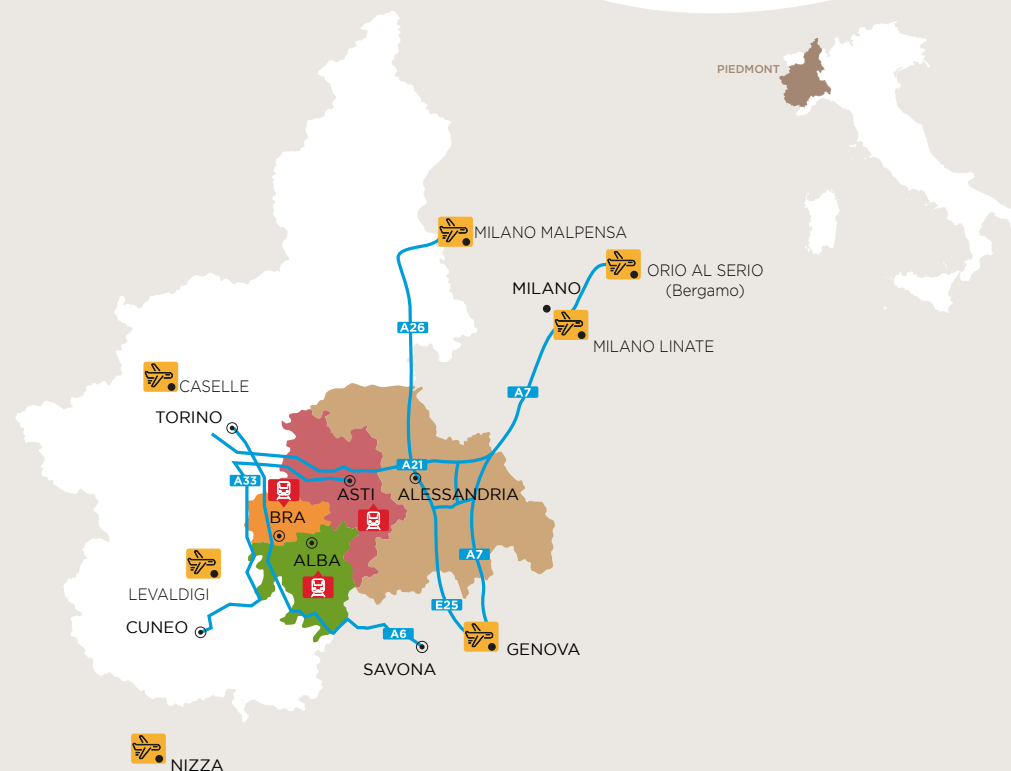 PIEDMONT
MILANO MALPENSA
ORIO AL SERIO
(Bergamo)
MILANO
A26
MILANO LINATE
CASELLE
A7
TORINO
A21
A33
ASTI
ALESSANDRIA
BRA
ALBA
A7
LEVALDIGI
E25
CUNEO
A6
GENOVA
SAVONA
NIZZA